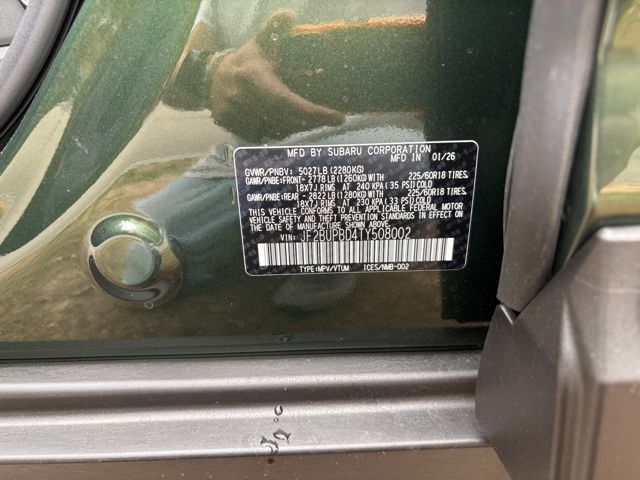 MFD BY SUBARU CORPORATION 01/26
GVWR/PNBV: 5027LB (2280KG)
GAWR/PNBE:FRONT- 2778LB (1260KG)WITH 225/60R18 TIRES,
18X7J RIMS, AT 240 KPA ( 35 PSI) COLD
GAWR/PNBE:REAR - 2822LB (1280KG)WITH 225/60R18 TIRES,
18X7J RIMS, AT 230 KPA ( 33 PSI) COLD
THIS VEHICLE CONFORMS TO ALL APPLICABLE FEDERAL MOTOR VEHICLE
SAFETY AND THEFT PREVENTION STANDARDS IN EFFECT ON
THE DATE OF MANUFACTURE SHOWN ABOVE.
VIN: JF2BUPBD4TY508002
TYPE:MPV/VTUM ICES/NMB-002